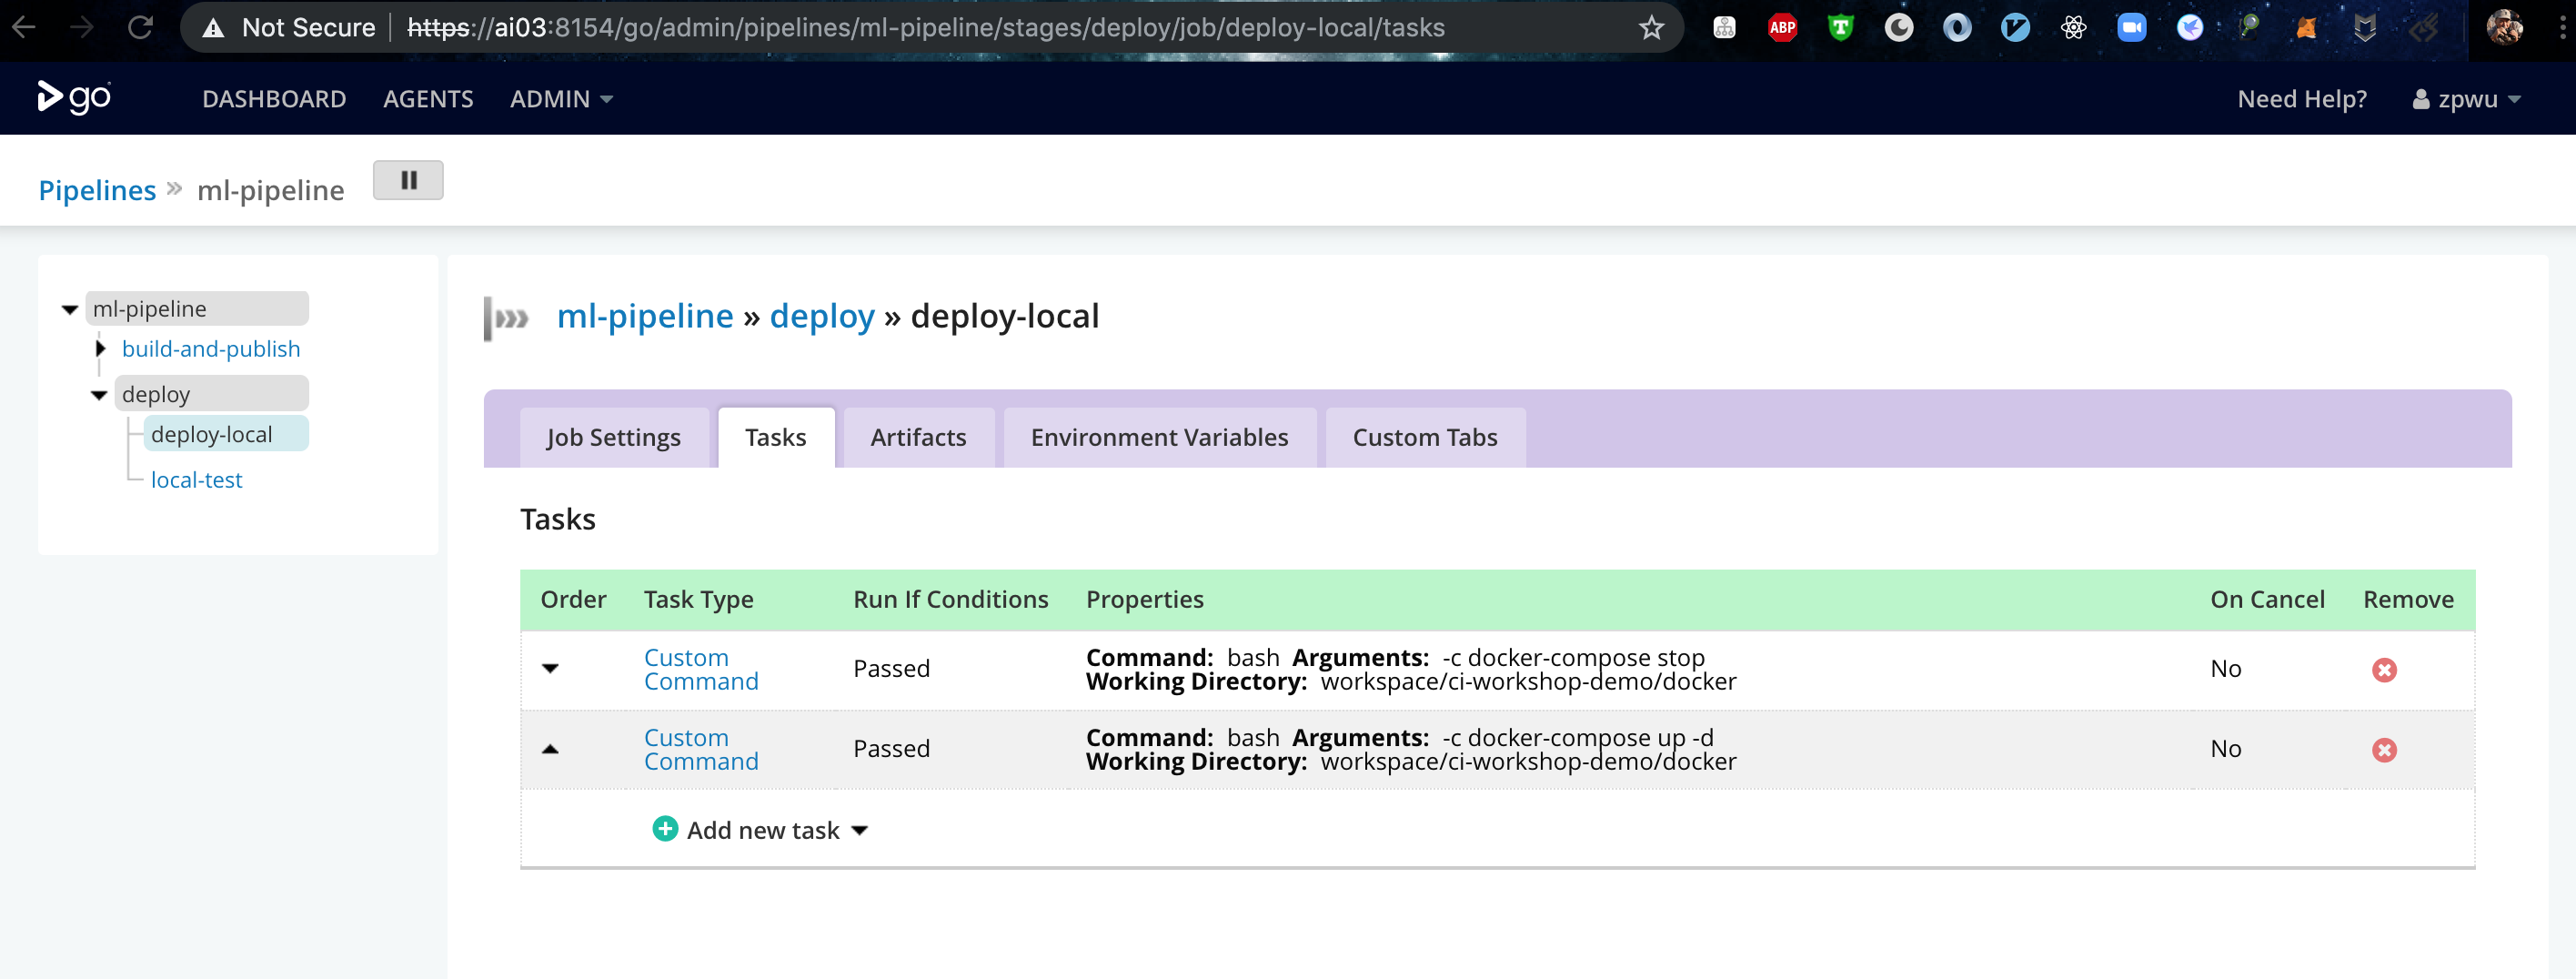 Not Secure https://ai03:8154/go/admin/pipelines/ml-pipeline/stages/deploy/job/deploy-local/tasks
ABP
T
go DASHBOARD AGENTS ADMIN Need Help? zpwu
Pipelines » ml-pipeline
ml-pipeline
build-and-publish
deploy
deploy-local
local-test
ml-pipeline » deploy » deploy-local
Job Settings Tasks Artifacts Environment Variables Custom Tabs
Tasks
Order Task Type Run If Conditions Properties On Cancel Remove
Custom Command Passed Command: bash Arguments: -c docker-compose stop No
Working Directory: workspace/ci-workshop-demo/docker
Custom Command Passed Command: bash Arguments: -c docker-compose up -d No
Working Directory: workspace/ci-workshop-demo/docker
Add new task